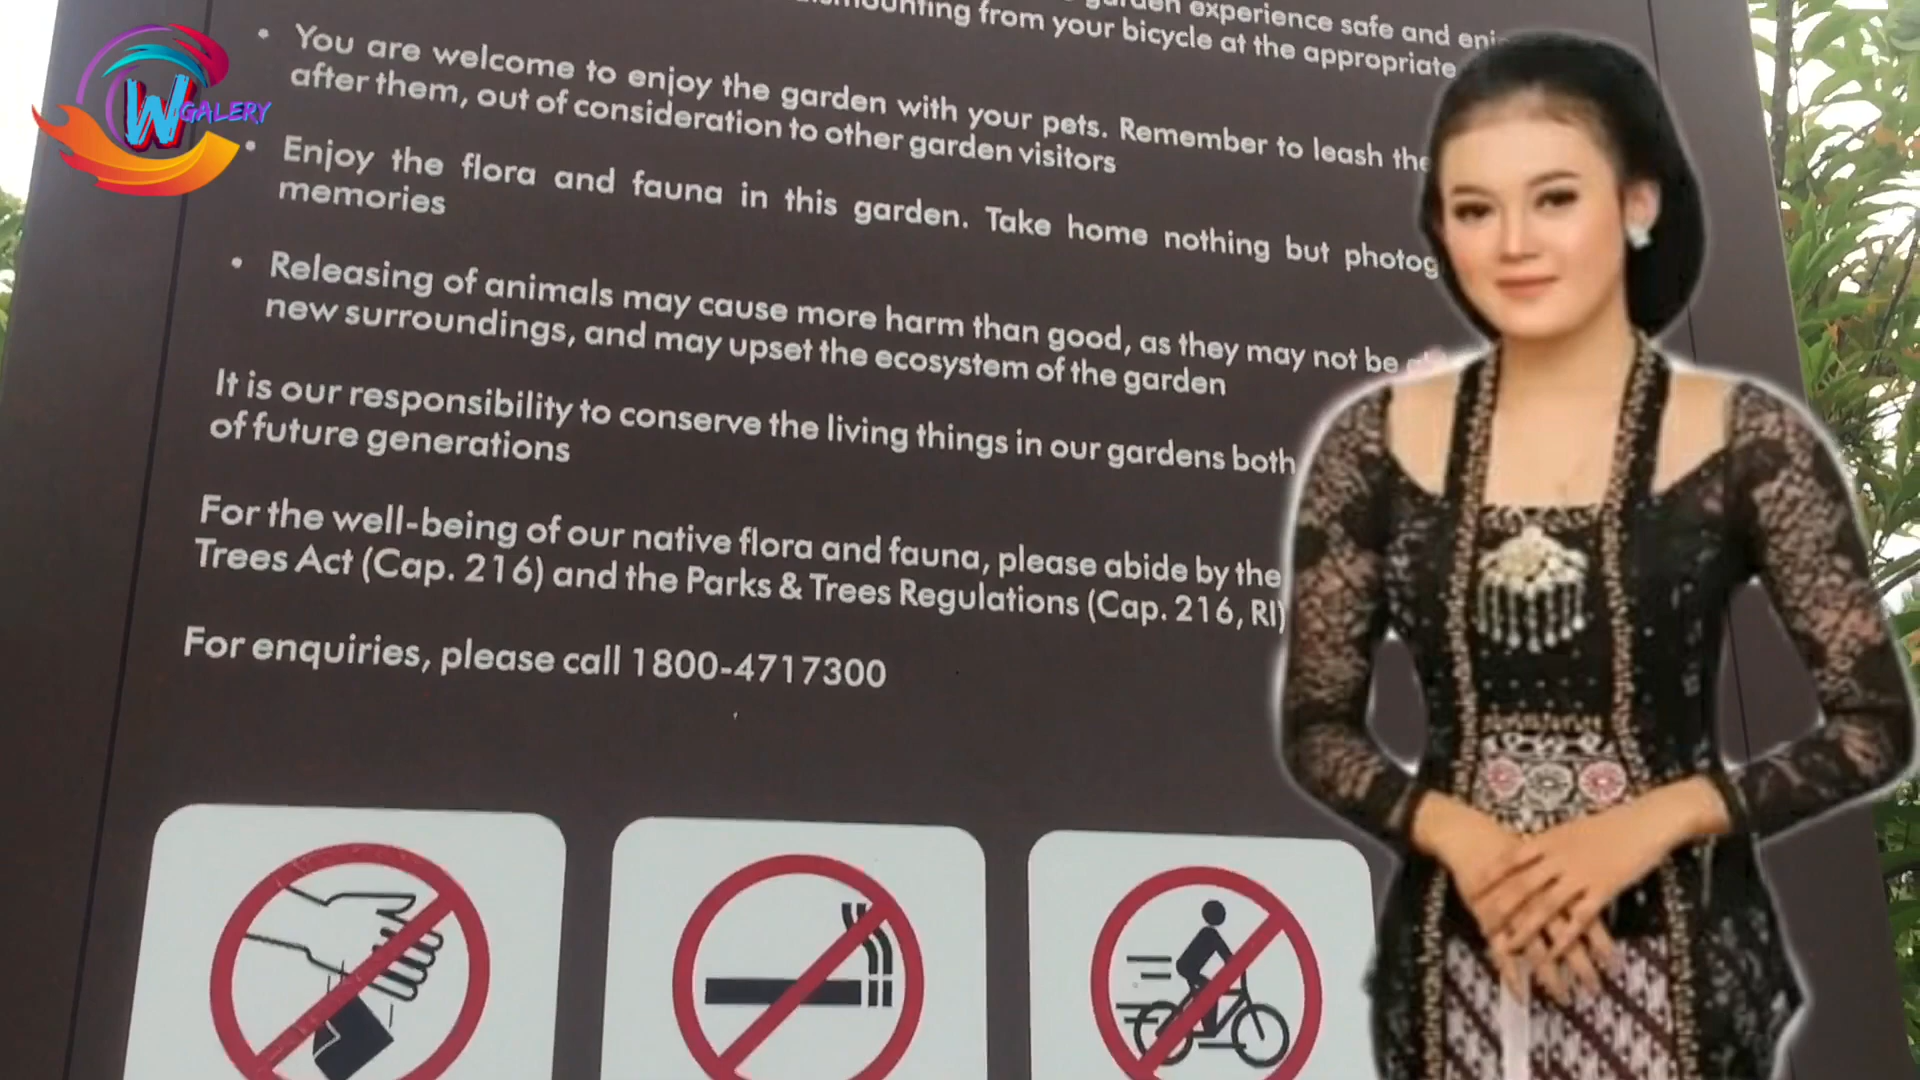 garden experience safe and
from your bicycle at the appropriate
W GALERY
• You are welcome to enjoy the garden with your pets. Remember to leash
after them, out of consideration to other garden visitors
• Enjoy the flora and fauna in this garden. Take home nothing but
memories
• Releasing of animals may cause more harm than good, as they may not be
new surroundings, and may upset the ecosystem of the garden
It is our responsibility to conserve the living things in our gardens both
of future generations
For the well-being of our native flora and fauna, please abide by the
Trees Act (Cap. 216) and the Parks & Trees Regulations (Cap. 216, RI)
For enquiries, please call 1800-4717300